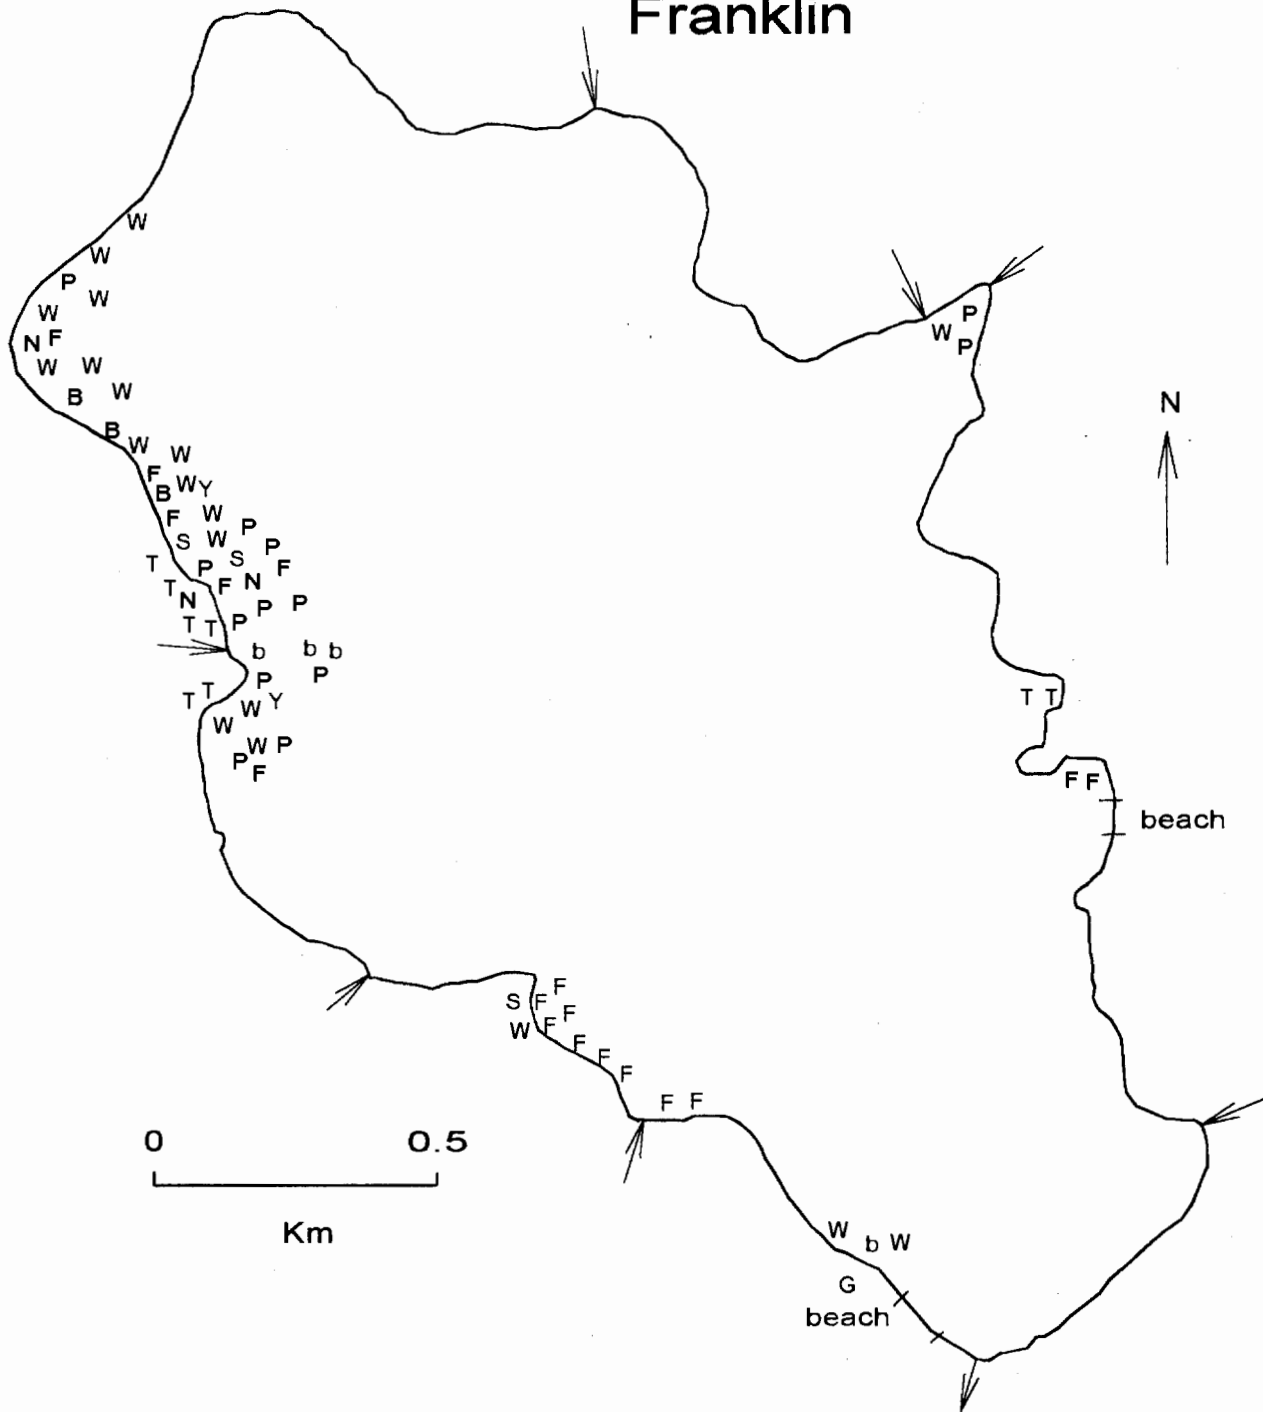 Franklin
W
W
P W
W
N F
W W
B W
B W W
F
B W Y
F W P
S W P
T P S F
T N F N
T T P P P
b b b
P P
T T W Y
W
W P
P F
W P
P
N
T T
F F
beach
F
S F F
W F
F
F
F
F F
0 0.5
Km
W b W
G
beach